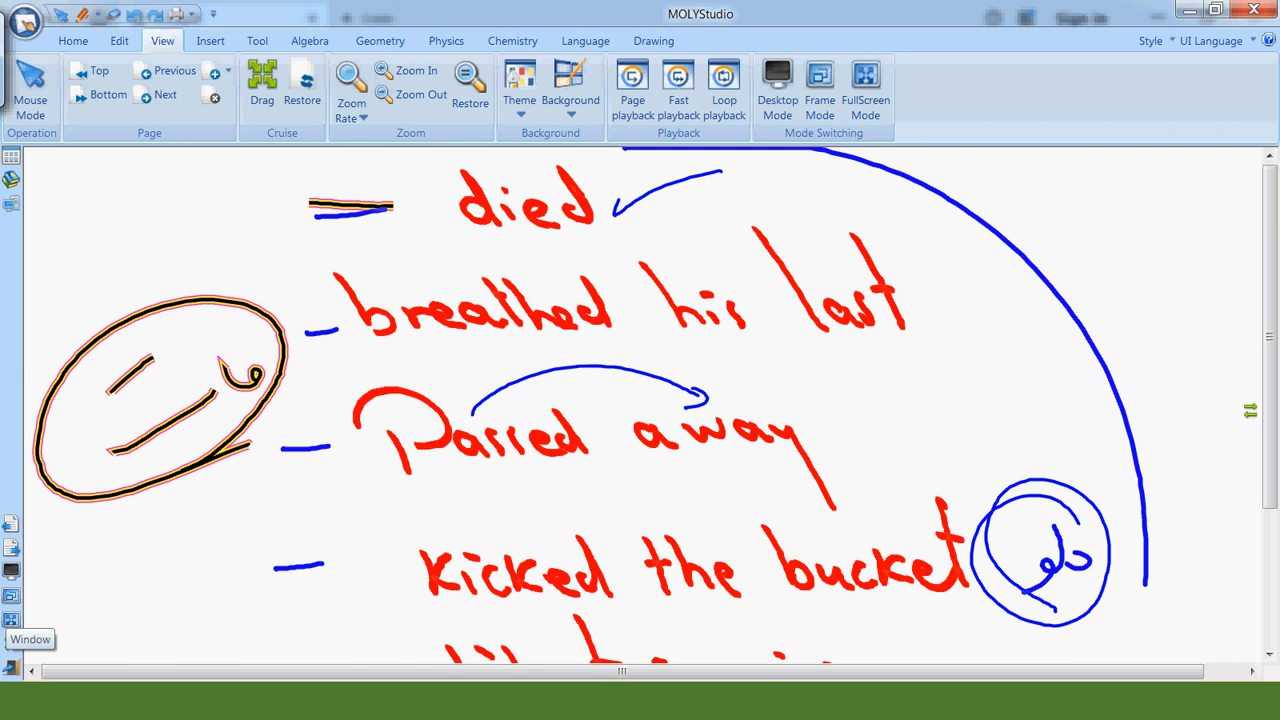 MOLYStudio
Sign in
Home Edit View Insert Tool Algebra Geometry Physics Chemistry Language Drawing Style UI Language
Mouse Mode
Top Previous
Bottom Next
Drag Restore
Zoom Rate Zoom In Zoom Out Restore
Theme Background
Page playback Fast playback Loop playback
Desktop Mode Frame Mode FullScreen Mode
Operation Page Cruise Zoom Background Playback Mode Switching
died
- breathed his last
- Passed away
- kicked the bucket
Window